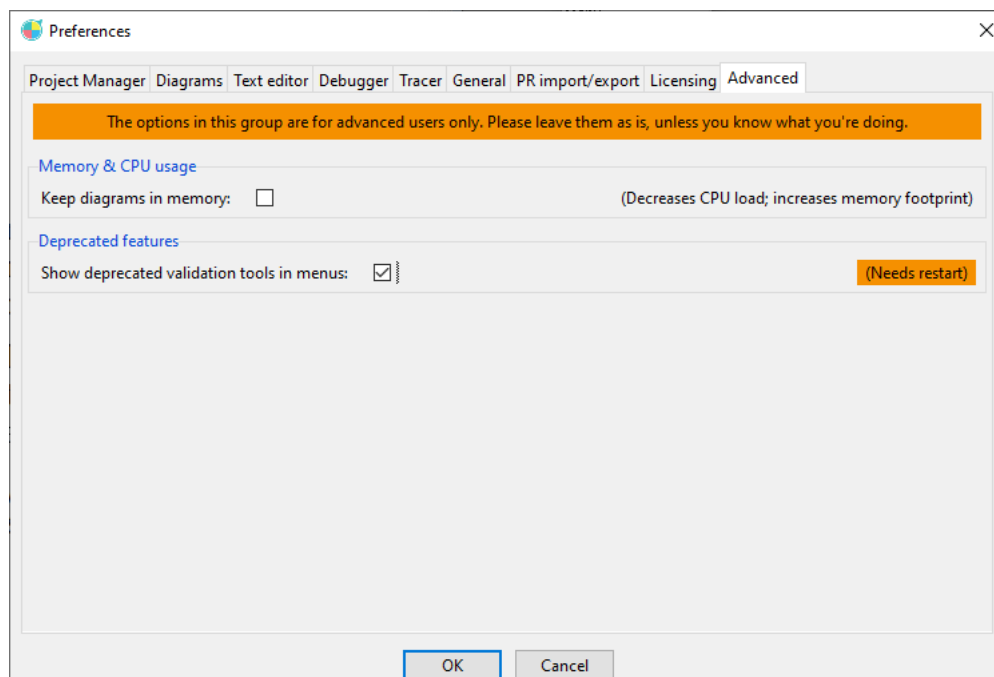 Preferences
Project Manager Diagrams Text editor Debugger Tracer General PR import/export Licensing Advanced
The options in this group are for advanced users only. Please leave them as is, unless you know what you're doing.
Memory & CPU usage
Keep diagrams in memory: (Decreases CPU load; increases memory footprint)
Deprecated features
Show deprecated validation tools in menus: (Needs restart)
OK Cancel